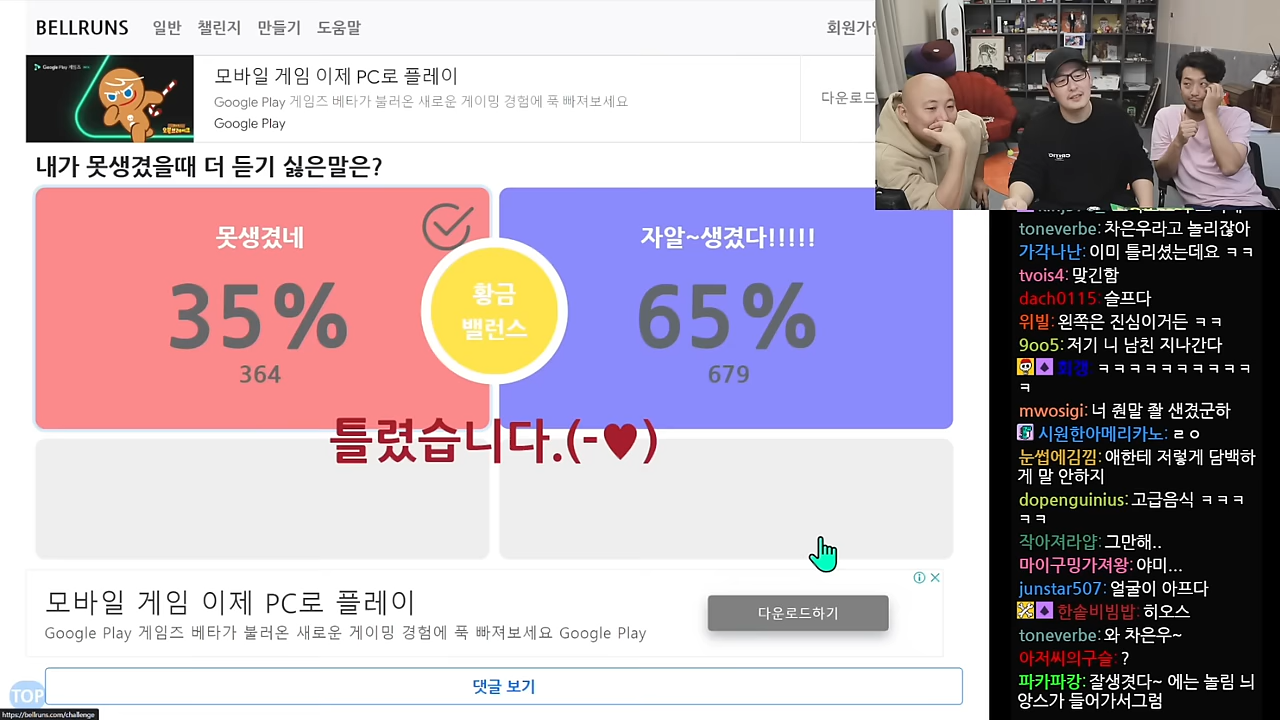 BELLRUNS 일반 챌린지 만들기 도움말
모바일 게임 이제 PC로 플레이
Google Play 게임즈 베타가 불러온 새로운 게이밍 경험에 푹 빠져보세요
Google Play
다운로드
내가 못생겼을때 더 듣기 싫은말은?
못생겼네
35%
364
황금
밸런스
자알~생겼다!!!!!
65%
679
틀렸습니다.(-♥)
모바일 게임 이제 PC로 플레이
Google Play 게임즈 베타가 불러온 새로운 게이밍 경험에 푹 빠져보세요 Google Play
다운로드하기
댓글 보기
TOP
https://bellruns.com/challenge
toneverbe: 차은우라고 놀리잖아
가각나난: 이미 틀리셨는데요 ㅋㅋ
tvois4: 맞긴함
dach0115: 슬프다
위빌: 왼쪽은 진심이거든 ㅋㅋ
9oo5: 저기 니 남친 지나간다
희갱 ㅋㅋㅋㅋㅋㅋㅋㅋㅋㅋ
ㅋ
mwosigi: 너 줜말 좔 샌겼군하
시원한아메리카노: ㄹㅇ
눈썹에김낌: 애한테 저렇게 담백하
게 말 안하지
dopenguinius: 고급음식 ㅋㅋㅋ
ㅋㅋ
작아져라얍: 그만해..
마이구밍가져왕: 야미...
junstar507: 얼굴이 아프다
한솥비빔밥: 히오스
toneverbe: 와 차은우~
아저씨의구슬: ?
파카파캉: 잘생겻다~ 에는 놀림 늬
앙스가 들어가서그럼